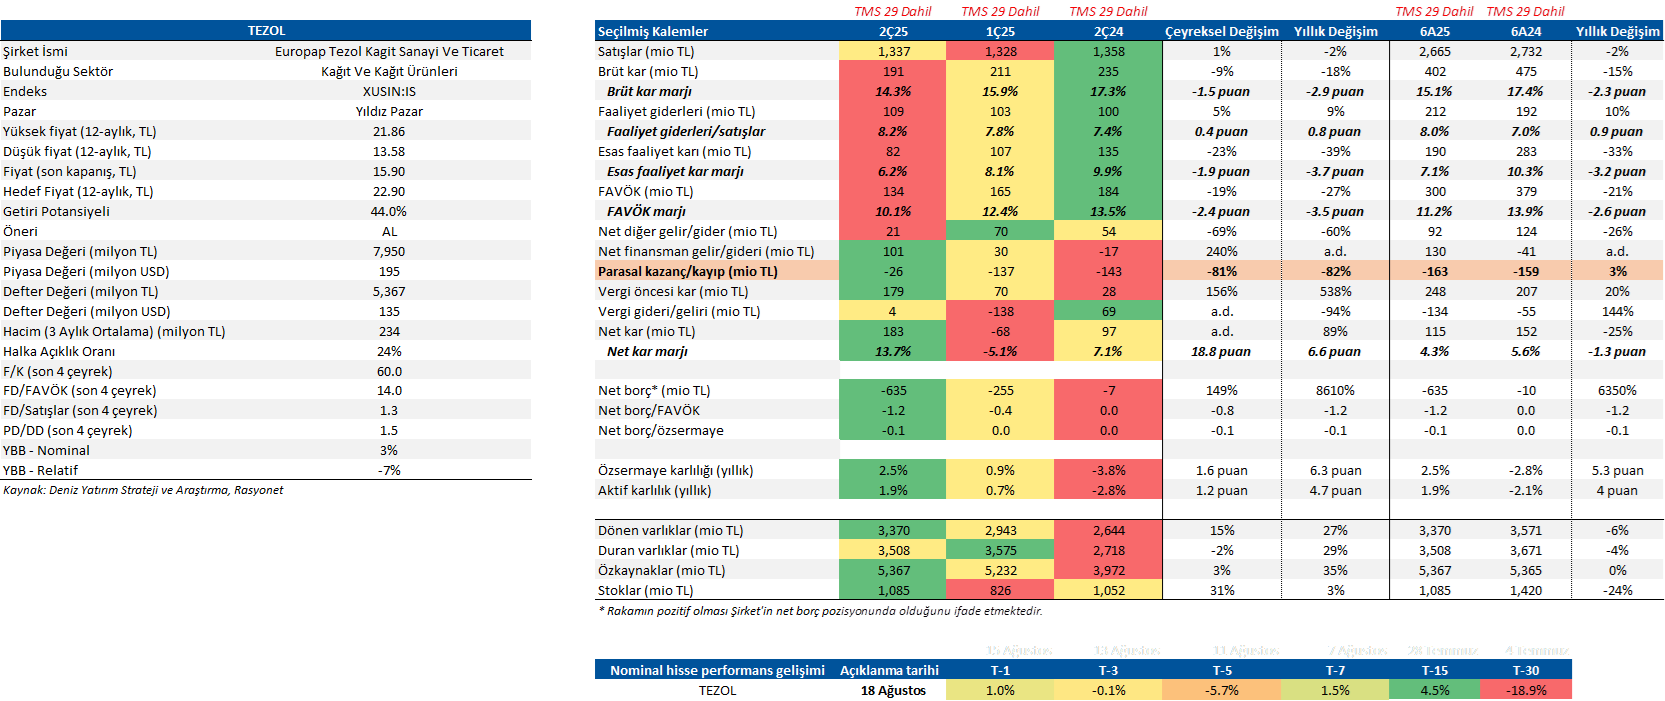 TEZOL
Şirket İsmi Europap Tezol Kagit Sanayi Ve Ticaret
Bulunduğu Sektör Kağıt Ve Kağıt Ürünleri
Endeks XUSIN:IS
Pazar Yıldız Pazar
Yüksek fiyat (12-aylık, TL) 21.86
Düşük fiyat (12-aylık, TL) 13.58
Fiyat (son kapanış, TL) 15.90
Hedef Fiyat (12-aylık, TL) 22.90
Getiri Potansiyeli 44.0%
Öneri AL
Piyasa Değeri (milyon TL) 7,950
Piyasa Değeri (milyon USD) 195
Defter Değeri (milyon TL) 5,367
Defter Değeri (milyon USD) 135
Hacim (3 Aylık Ortalama) (milyon TL) 234
Halka Açıklık Oranı 24%
F/K (son 4 çeyrek) 60.0
FD/FAVÖK (son 4 çeyrek) 14.0
FD/Satışlar (son 4 çeyrek) 1.3
PD/DD (son 4 çeyrek) 1.5
YBB - Nominal 3%
YBB - Relatif -7%
Kaynak: Deniz Yatırım Strateji ve Araştırma, Rasyonet
TMS 29 Dahil TMS 29 Dahil TMS 29 Dahil TMS 29 Dahil TMS 29 Dahil
Seçilmiş Kalemler 2Ç25 1Ç25 2Ç24 Çeyreksel Değişim Yıllık Değişim 6A25 6A24 Yıllık Değişim
Satışlar (mio TL) 1,337 1,328 1,358 1% -2% 2,665 2,732 -2%
Brüt kar (mio TL) 191 211 235 -9% -18% 402 475 -15%
Brüt kar marjı 14.3% 15.9% 17.3% -1.5 puan -2.9 puan 15.1% 17.4% -2.3 puan
Faaliyet giderleri (mio TL) 109 103 100 5% 9% 212 192 10%
Faaliyet giderleri/satışlar 8.2% 7.8% 7.4% 0.4 puan 0.8 puan 8.0% 7.0% 0.9 puan
Esas faaliyet karı (mio TL) 82 107 135 -23% -39% 190 283 -33%
Esas faaliyet kar marjı 6.2% 8.1% 9.9% -1.9 puan -3.7 puan 7.1% 10.3% -3.2 puan
FAVÖK (mio TL) 134 165 184 -19% -27% 300 379 -21%
FAVÖK marjı 10.1% 12.4% 13.5% -2.4 puan -3.5 puan 11.2% 13.9% -2.6 puan
Net diğer gelir/gider (mio TL) 21 70 54 -69% -60% 92 124 -26%
Net finansman gelir/gideri (mio TL) 101 30 -17 240% a.d. 130 -41 a.d.
Parasal kazanç/kayıp (mio TL) -26 -137 -143 -81% -82% -163 -159 3%
Vergi öncesi kar (mio TL) 179 70 28 156% 538% 248 207 20%
Vergi gideri/geliri (mio TL) 4 -138 69 a.d. -94% -134 -55 144%
Net kar (mio TL) 183 -68 97 a.d. 89% 115 152 -25%
Net kar marjı 13.7% -5.1% 7.1% 18.8 puan 6.6 puan 4.3% 5.6% -1.3 puan
Net borç* (mio TL) -635 -255 -7 149% 8610% -635 -10 6350%
Net borç/FAVÖK -1.2 -0.4 0.0 -0.8 -1.2 -1.2 0.0 -1.2
Net borç/özsermaye -0.1 0.0 0.0 -0.1 -0.1 -0.1 0.0 -0.1
Özsermaye karlılığı (yıllık) 2.5% 0.9% -3.8% 1.6 puan 6.3 puan 2.5% -2.8% 5.3 puan
Aktif karlılık (yıllık) 1.9% 0.7% -2.8% 1.2 puan 4.7 puan 1.9% -2.1% 4 puan
Dönen varlıklar (mio TL) 3,370 2,943 2,644 15% 27% 3,370 3,571 -6%
Duran varlıklar (mio TL) 3,508 3,575 2,718 -2% 29% 3,508 3,671 -4%
Özkaynaklar (mio TL) 5,367 5,232 3,972 3% 35% 5,367 5,365 0%
Stoklar (mio TL) 1,085 826 1,052 31% 3% 1,085 1,420 -24%
* Rakamın pozitif olması Şirket'in net borç pozisyonunda olduğunu ifade etmektedir.
15 Ağustos 13 Ağustos 11 Ağustos 7 Ağustos 28 Temmuz 4 Temmuz
Nominal hisse performans gelişimi Açıklanma tarihi T-1 T-3 T-5 T-7 T-15 T-30
TEZOL 18 Ağustos 1.0% -0.1% -5.7% 1.5% 4.5% -18.9%